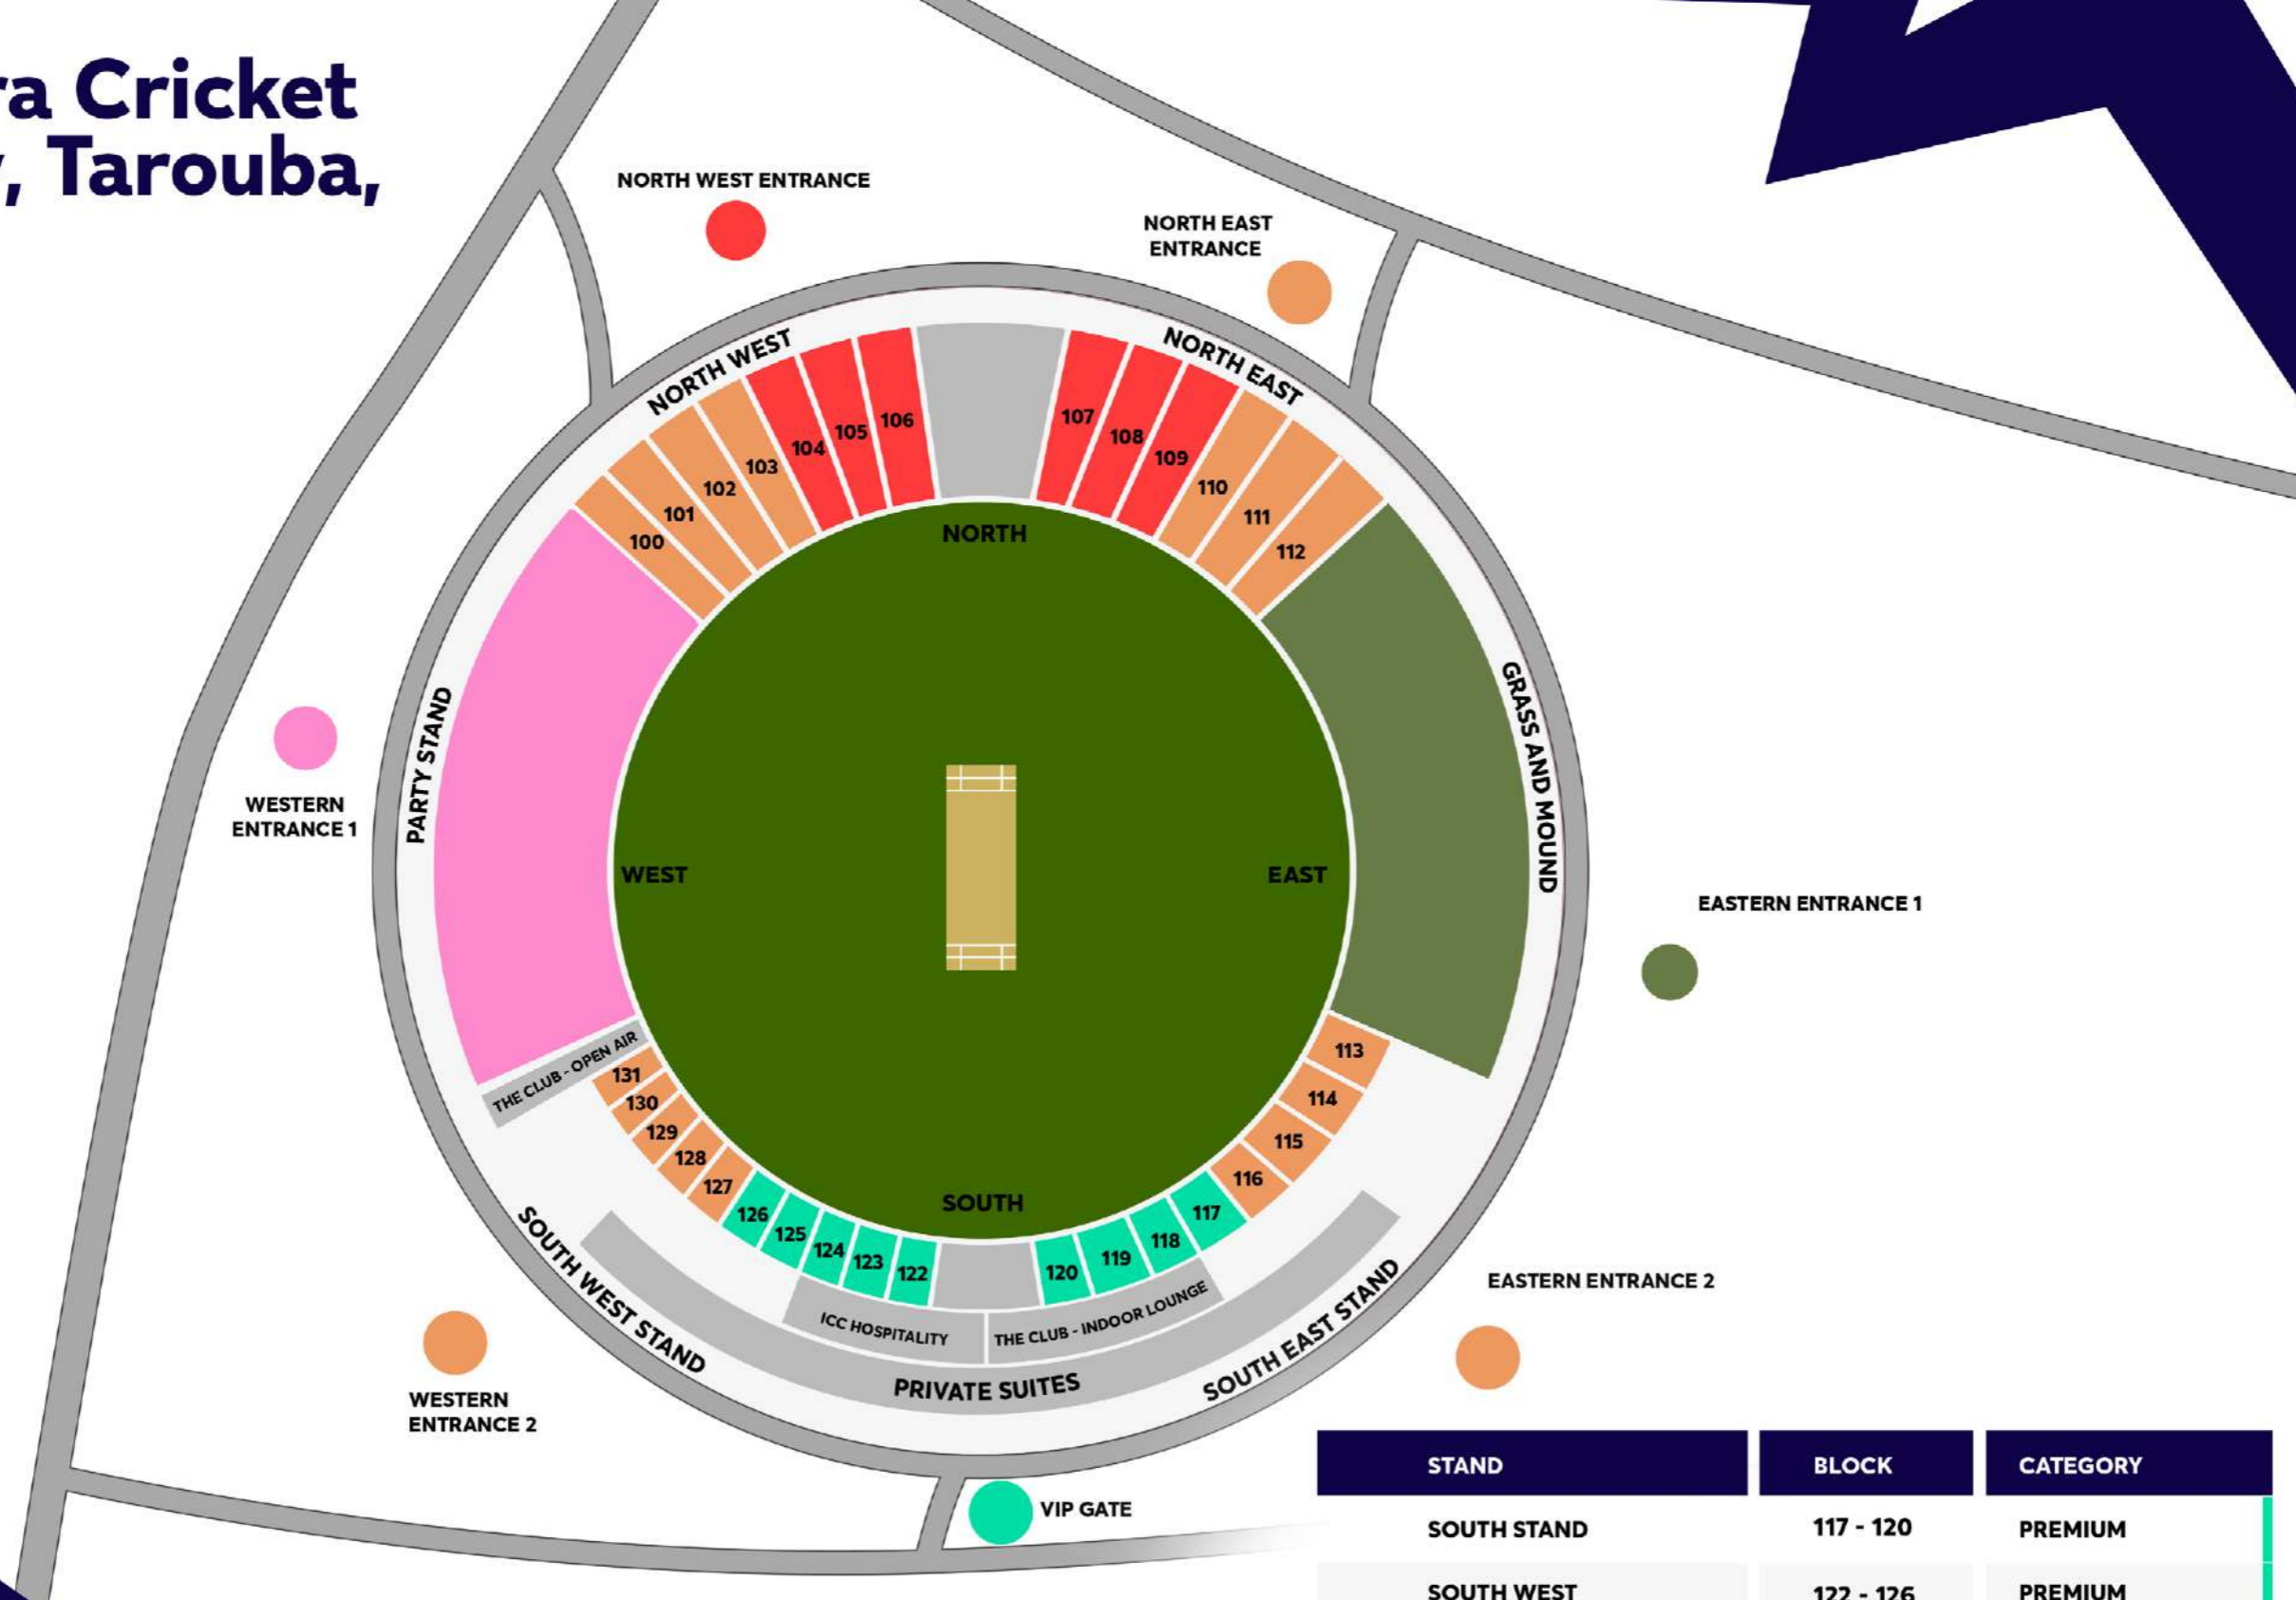 ra Cricket
, Tarouba,
NORTH WEST ENTRANCE
NORTH EAST
ENTRANCE
NORTH WEST
NORTH EAST
100
101
102
103
104
105
106
107
108
109
110
111
112
NORTH
PARTY STAND
GRASS AND MOUND
WESTERN
ENTRANCE 1
WEST
EAST
EASTERN ENTRANCE 1
THE CLUB - OPEN AIR
131
130
129
128
127
126
125
124
123
122
SOUTH
120
119
118
117
116
115
114
113
ICC HOSPITALITY
THE CLUB - INDOOR LOUNGE
SOUTH WEST STAND
PRIVATE SUITES
SOUTH EAST STAND
EASTERN ENTRANCE 2
WESTERN
ENTRANCE 2
VIP GATE
STAND BLOCK CATEGORY
SOUTH STAND 117 - 120 PREMIUM
SOUTH WEST 122 - 126 PREMIUM